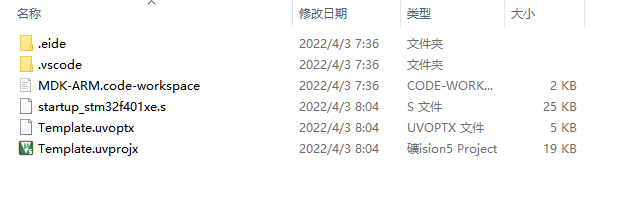 名称 修改日期 类型 大小
.eide 2022/4/3 7:36 文件夹
.vscode 2022/4/3 7:36 文件夹
MDK-ARM.code-workspace 2022/4/3 7:36 CODE-WORK... 2 KB
startup_stm32f401xe.s 2022/4/3 8:04 S 文件 25 KB
Template.uvoptx 2022/4/3 8:04 UVOPTX 文件 5 KB
Template.uvprojx 2022/4/3 8:04 礦ision5 Project 19 KB